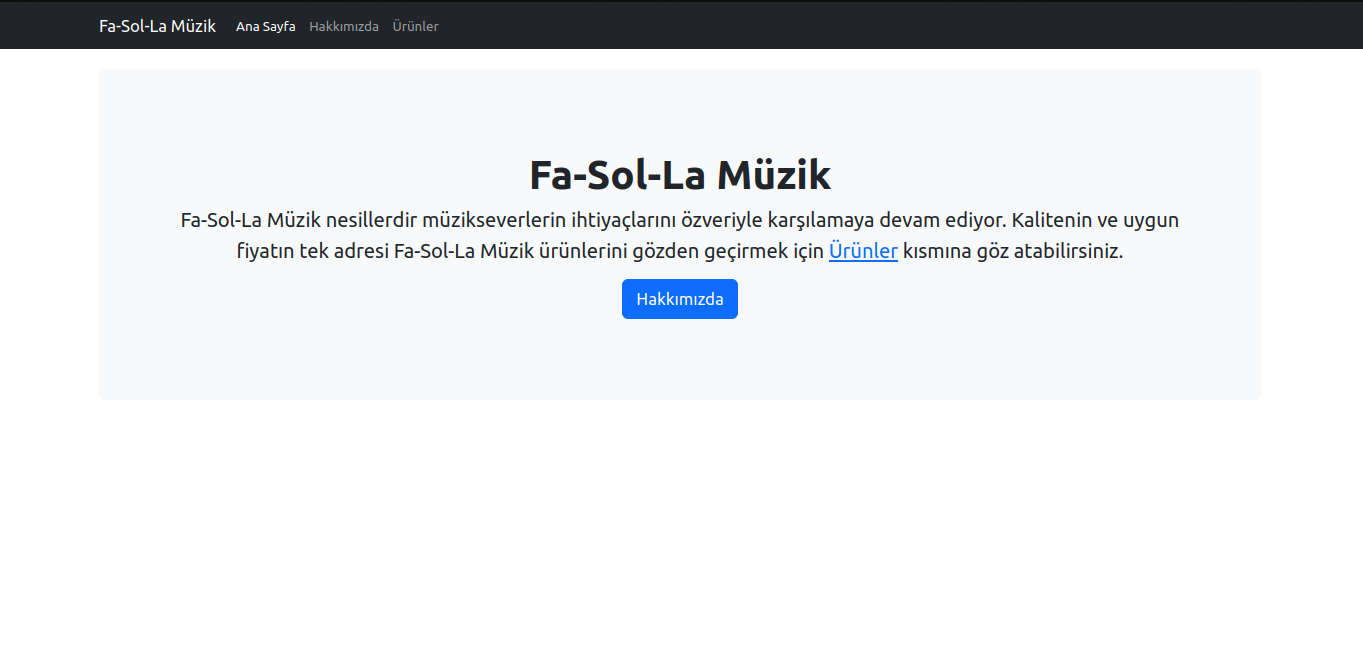 Fa-Sol-La Müzik Ana Sayfa Hakkımızda Ürünler
Fa-Sol-La Müzik
Fa-Sol-La Müzik nesillerdir müzikseverlerin ihtiyaçlarını özveriyle karşılamaya devam ediyor. Kalitenin ve uygun
fiyatın tek adresi Fa-Sol-La Müzik ürünlerini gözden geçirmek için Ürünler kısmına göz atabilirsiniz.
Hakkımızda